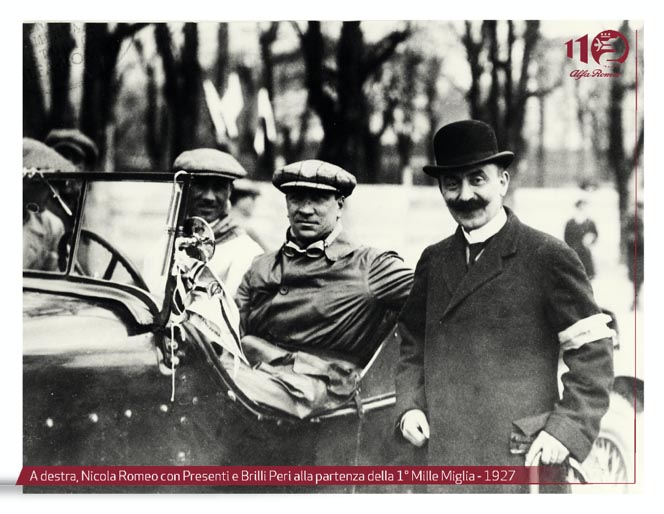 110
Alfa Romeo
A destra, Nicola Romeo con Presenti e Brilli Peri alla partenza della 1° Mille Miglia - 1927